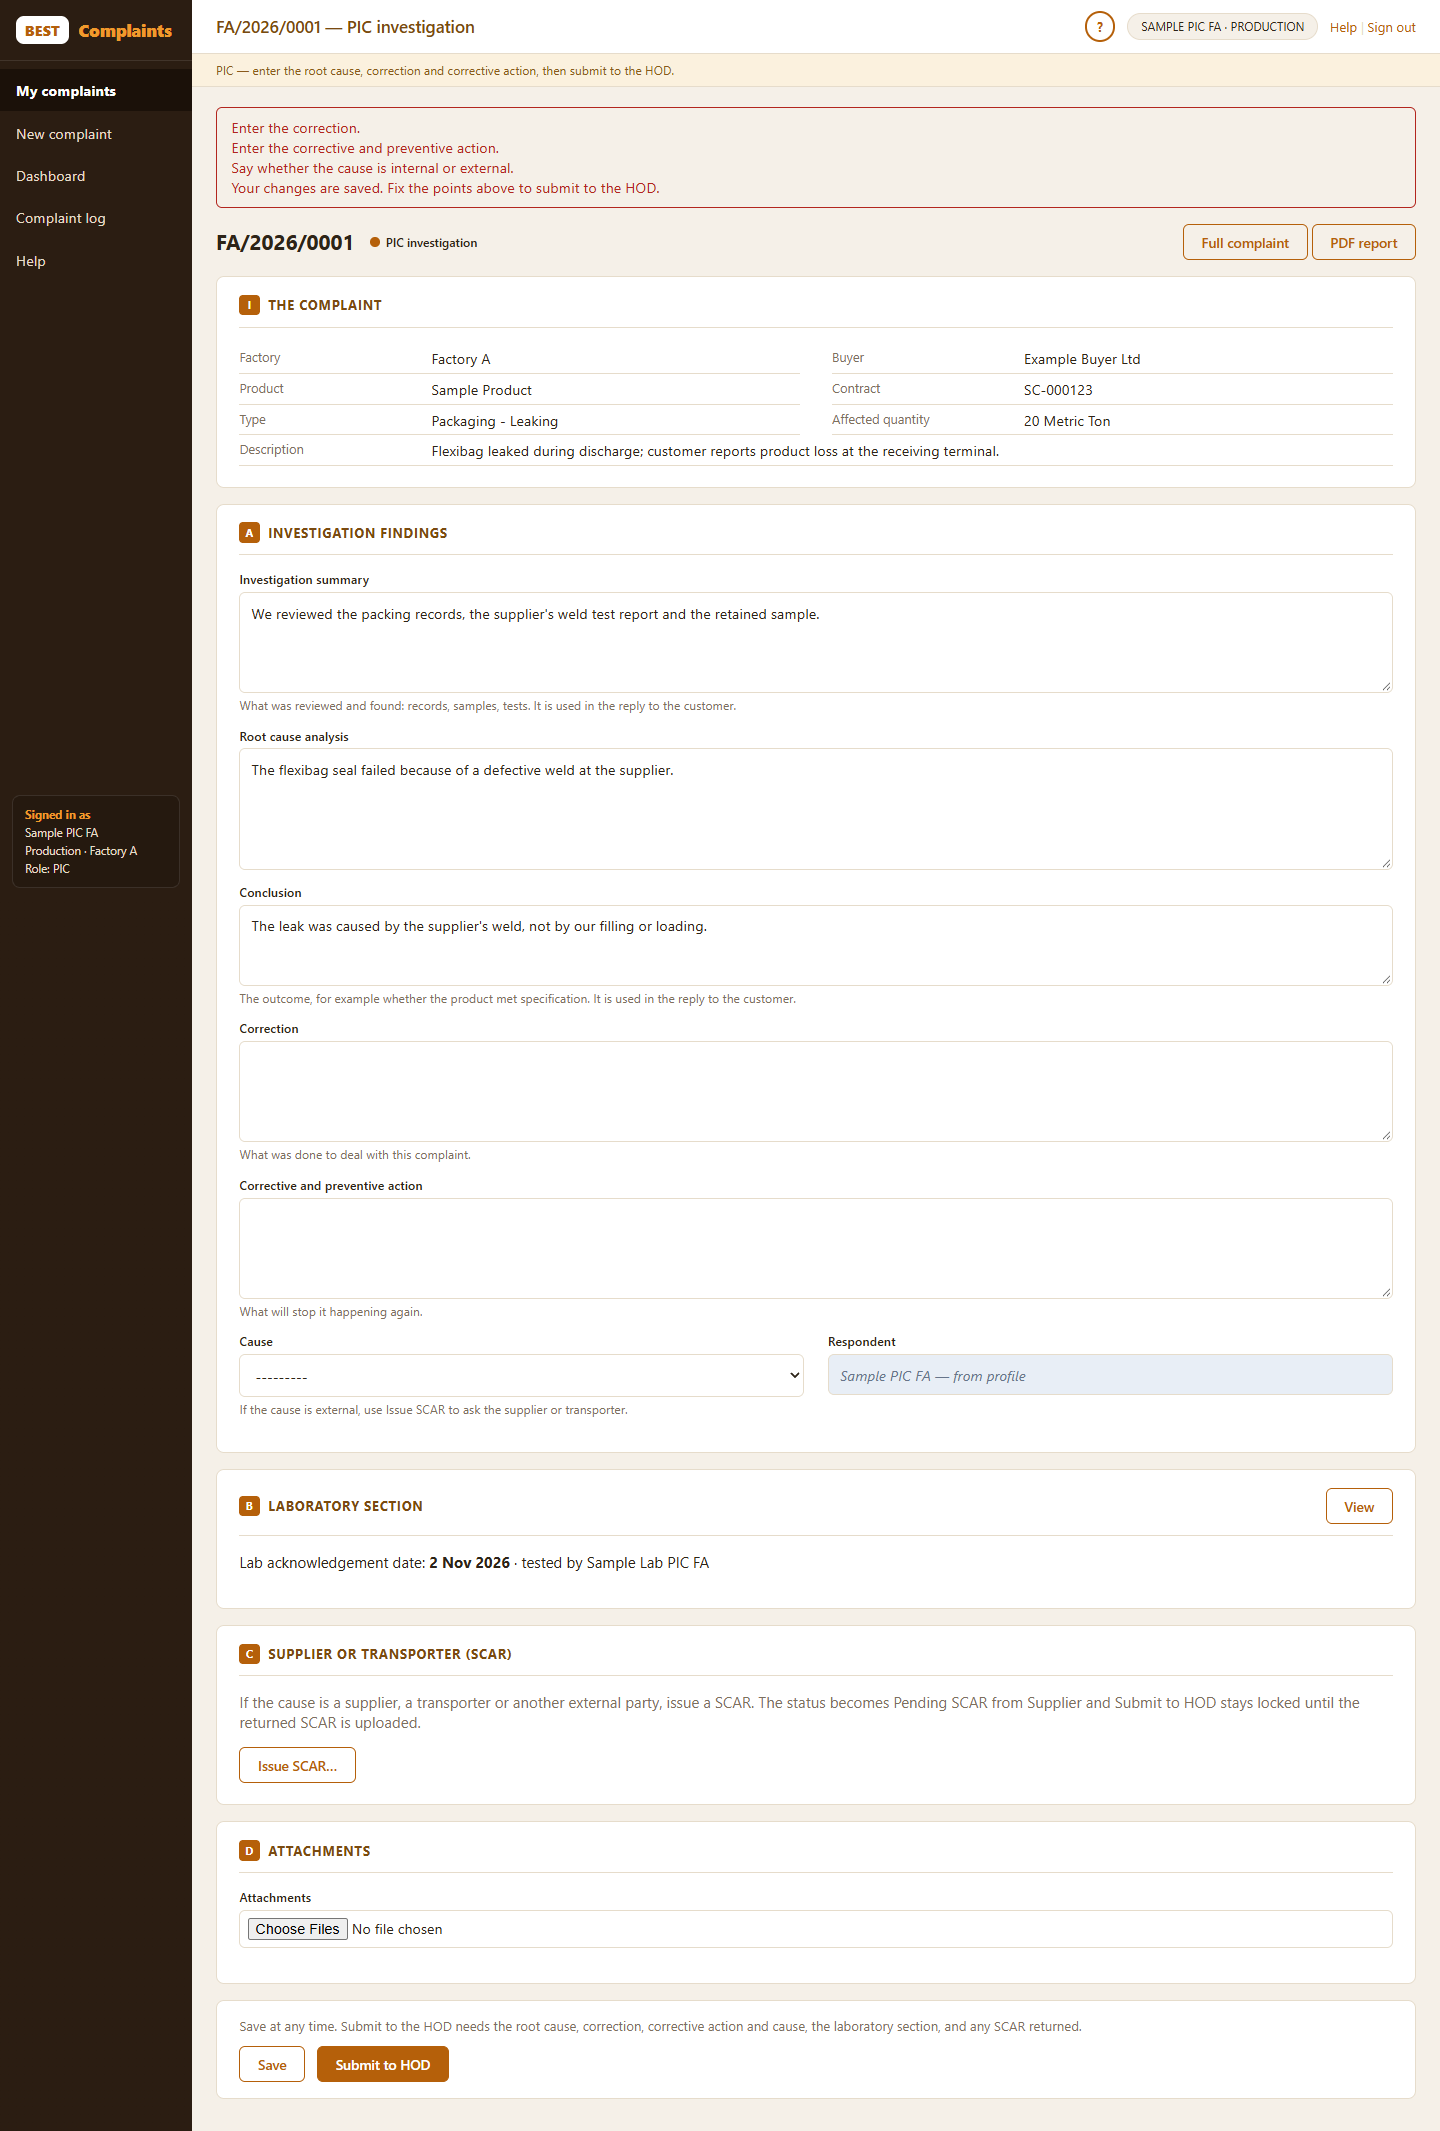 BEST Complaints
My complaints
New complaint
Dashboard
Complaint log
Help
Signed in as
Sample PIC FA
Production · Factory A
Role: PIC
FA/2026/0001 — PIC investigation
?
SAMPLE PIC FA · PRODUCTION
Help | Sign out
PIC — enter the root cause, correction and corrective action, then submit to the HOD.
Enter the correction.
Enter the corrective and preventive action.
Say whether the cause is internal or external.
Your changes are saved. Fix the points above to submit to the HOD.
FA/2026/0001
PIC investigation
Full complaint
PDF report
I THE COMPLAINT
Factory Factory A
Buyer Example Buyer Ltd
Product Sample Product
Contract SC-000123
Type Packaging - Leaking
Affected quantity 20 Metric Ton
Description Flexibag leaked during discharge; customer reports product loss at the receiving terminal.
A INVESTIGATION FINDINGS
Investigation summary
We reviewed the packing records, the supplier's weld test report and the retained sample.
What was reviewed and found: records, samples, tests. It is used in the reply to the customer.
Root cause analysis
The flexibag seal failed because of a defective weld at the supplier.
Conclusion
The leak was caused by the supplier's weld, not by our filling or loading.
The outcome, for example whether the product met specification. It is used in the reply to the customer.
Correction
What was done to deal with this complaint.
Corrective and preventive action
What will stop it happening again.
Cause
---------
If the cause is external, use Issue SCAR to ask the supplier or transporter.
Respondent
Sample PIC FA — from profile
B LABORATORY SECTION
View
Lab acknowledgement date: 2 Nov 2026 · tested by Sample Lab PIC FA
C SUPPLIER OR TRANSPORTER (SCAR)
If the cause is a supplier, a transporter or another external party, issue a SCAR. The status becomes Pending SCAR from Supplier and Submit to HOD stays locked until the
returned SCAR is uploaded.
Issue SCAR...
D ATTACHMENTS
Attachments
Choose Files No file chosen
Save at any time. Submit to the HOD needs the root cause, correction, corrective action and cause, the laboratory section, and any SCAR returned.
Save
Submit to HOD